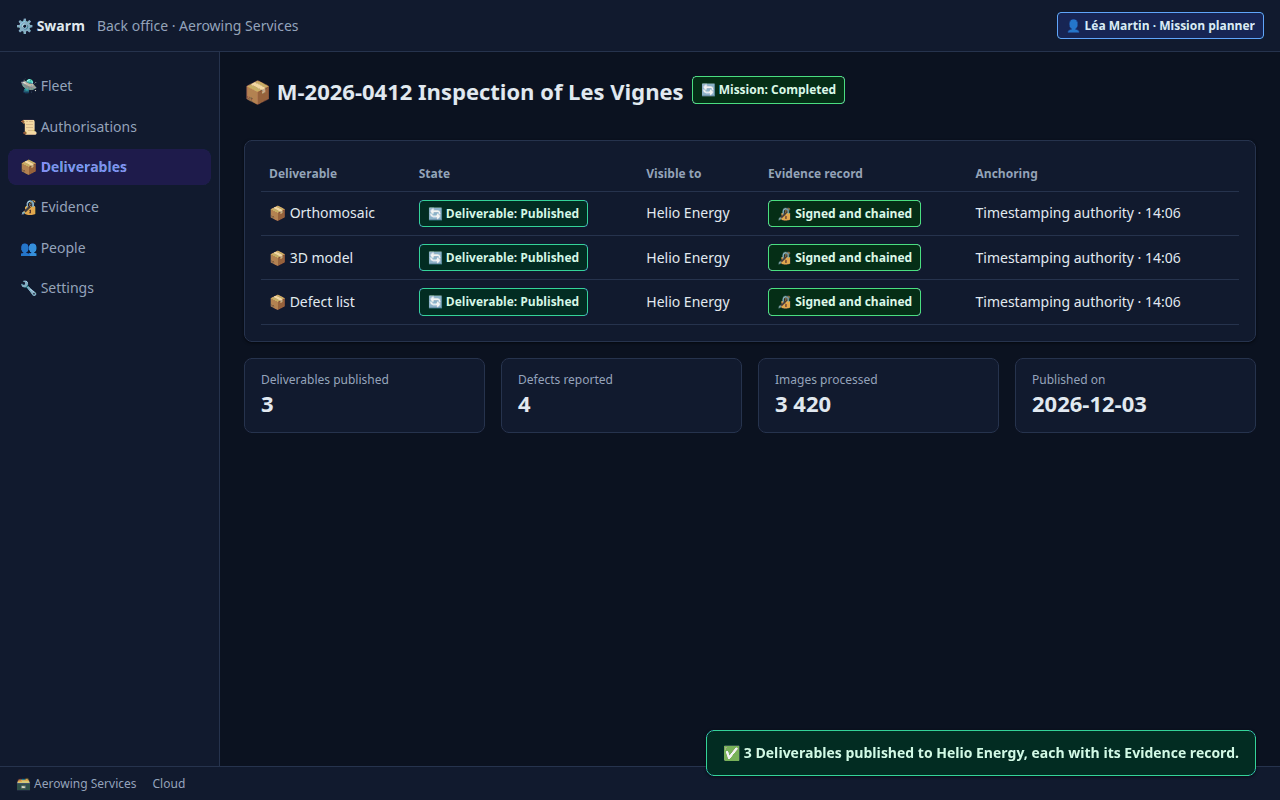 Swarm Back office · Aerowing Services
Léa Martin · Mission planner
Fleet
Authorisations
Deliverables
Evidence
People
Settings
M-2026-0412 Inspection of Les Vignes
Mission: Completed
Deliverable State Visible to Evidence record Anchoring
Orthomosaic Deliverable: Published Helio Energy Signed and chained Timestamping authority · 14:06
3D model Deliverable: Published Helio Energy Signed and chained Timestamping authority · 14:06
Defect list Deliverable: Published Helio Energy Signed and chained Timestamping authority · 14:06
Deliverables published
3
Defects reported
4
Images processed
3 420
Published on
2026-12-03
3 Deliverables published to Helio Energy, each with its Evidence record.
Aerowing Services Cloud